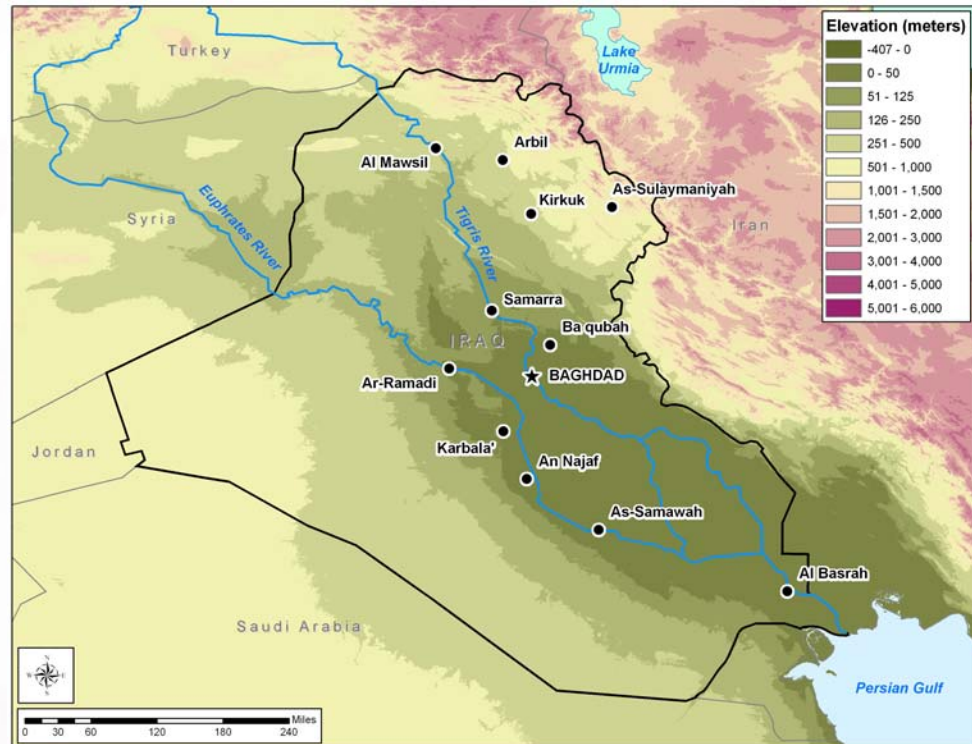 Elevation (meters)
-407 - 0
0 - 50
51 - 125
126 - 250
251 - 500
501 - 1,000
1,001 - 1,500
1,501 - 2,000
2,001 - 3,000
3,001 - 4,000
4,001 - 5,000
5,001 - 6,000
Turkey
Lake
Urmia
Arbil
Al Mawsil
As-Sulaymaniyah
Kirkuk
Syria
Euphrates River
Tigris River
Iran
Samarra
IRAQ
Ba qubah
Ar-Ramadi
BAGHDAD
Jordan
Karbala'
An Najaf
As-Samawah
Al Basrah
Saudi Arabia
Persian Gulf
N
W E
S
Miles
0 30 60 120 180 240